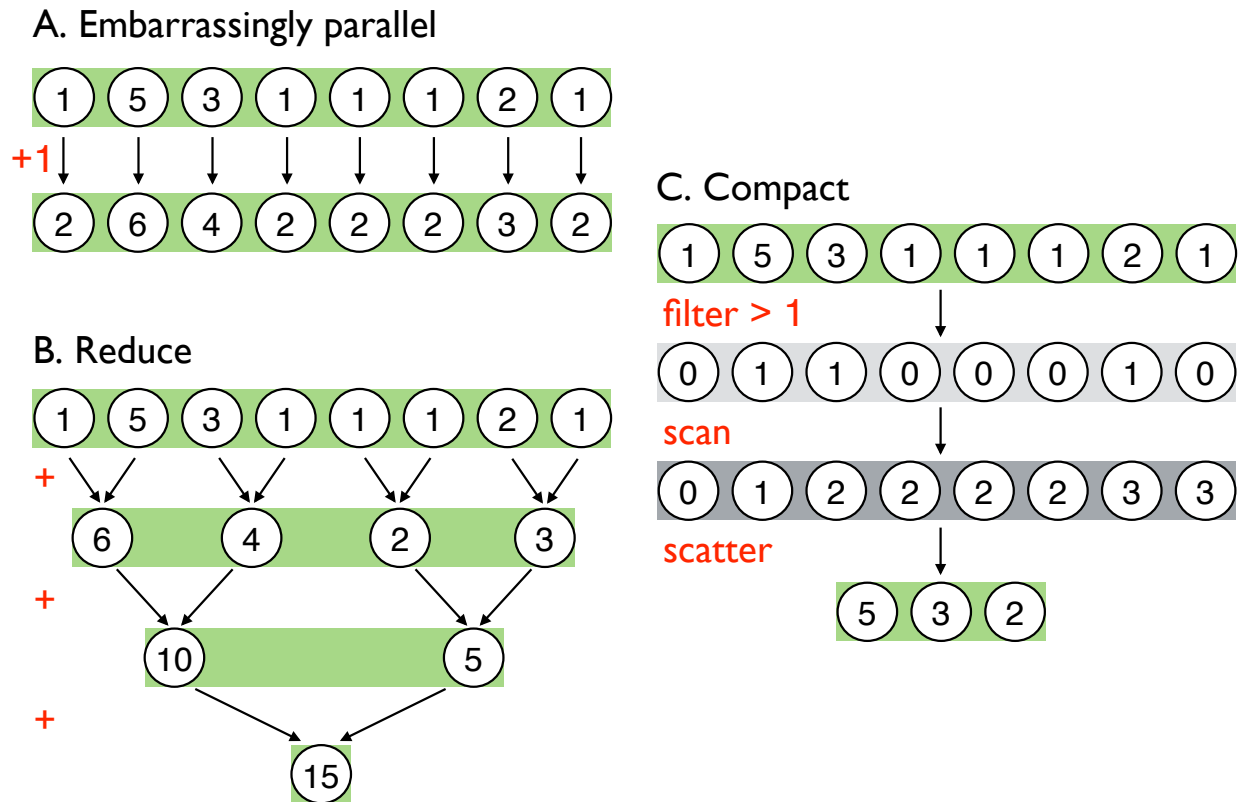 A. Embarrassingly parallel
1 5 3 1 1 1 2 1
+1
2 6 4 2 2 2 3 2
B. Reduce
1 5 3 1 1 1 2 1
+
6 4 2 3
+
10 5
+
15
C. Compact
1 5 3 1 1 1 2 1
filter > 1
0 1 1 0 0 0 1 0
scan
0 1 2 2 2 2 3 3
scatter
5 3 2